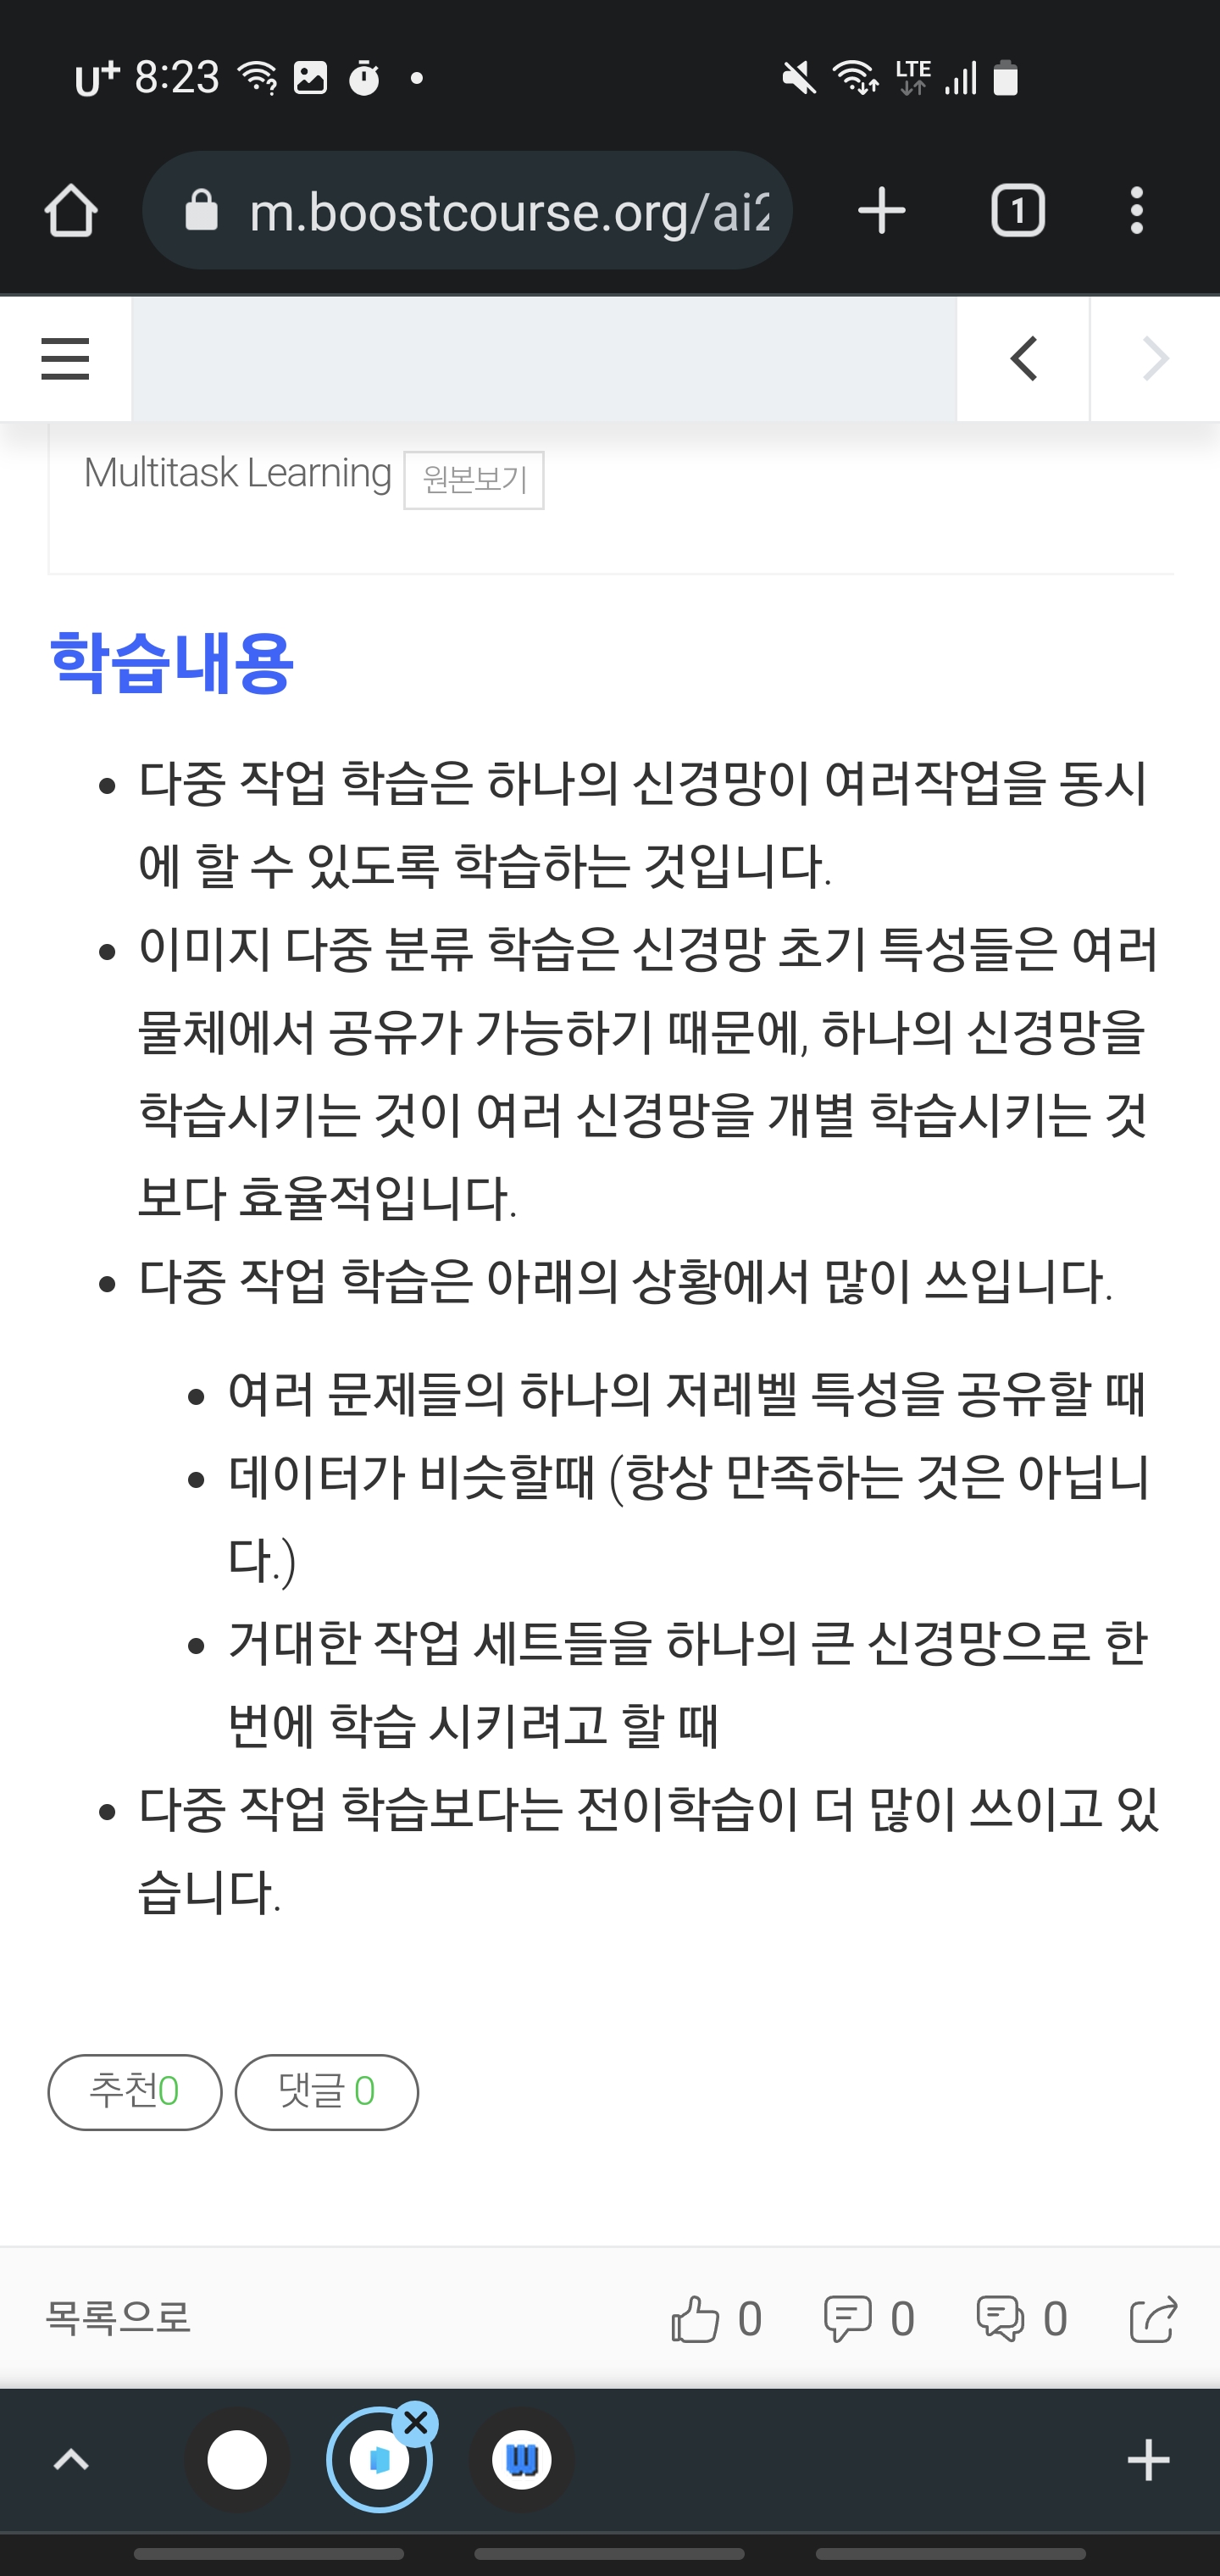 U+ 8:23
LTE
m.boostcourse.org/ai2
1
Multitask Learning 원본보기
학습내용
다중 작업 학습은 하나의 신경망이 여러작업을 동시
에 할 수 있도록 학습하는 것입니다.
이미지 다중 분류 학습은 신경망 초기 특성들은 여러
물체에서 공유가 가능하기 때문에, 하나의 신경망을
학습시키는 것이 여러 신경망을 개별 학습시키는 것
보다 효율적입니다.
다중 작업 학습은 아래의 상황에서 많이 쓰입니다.
여러 문제들의 하나의 저레벨 특성을 공유할 때
데이터가 비슷할때 (항상 만족하는 것은 아닙니
다.)
거대한 작업 세트들을 하나의 큰 신경망으로 한
번에 학습 시키려고 할 때
다중 작업 학습보다는 전이학습이 더 많이 쓰이고 있
습니다.
추천0 댓글 0
목록으로 0 0 0